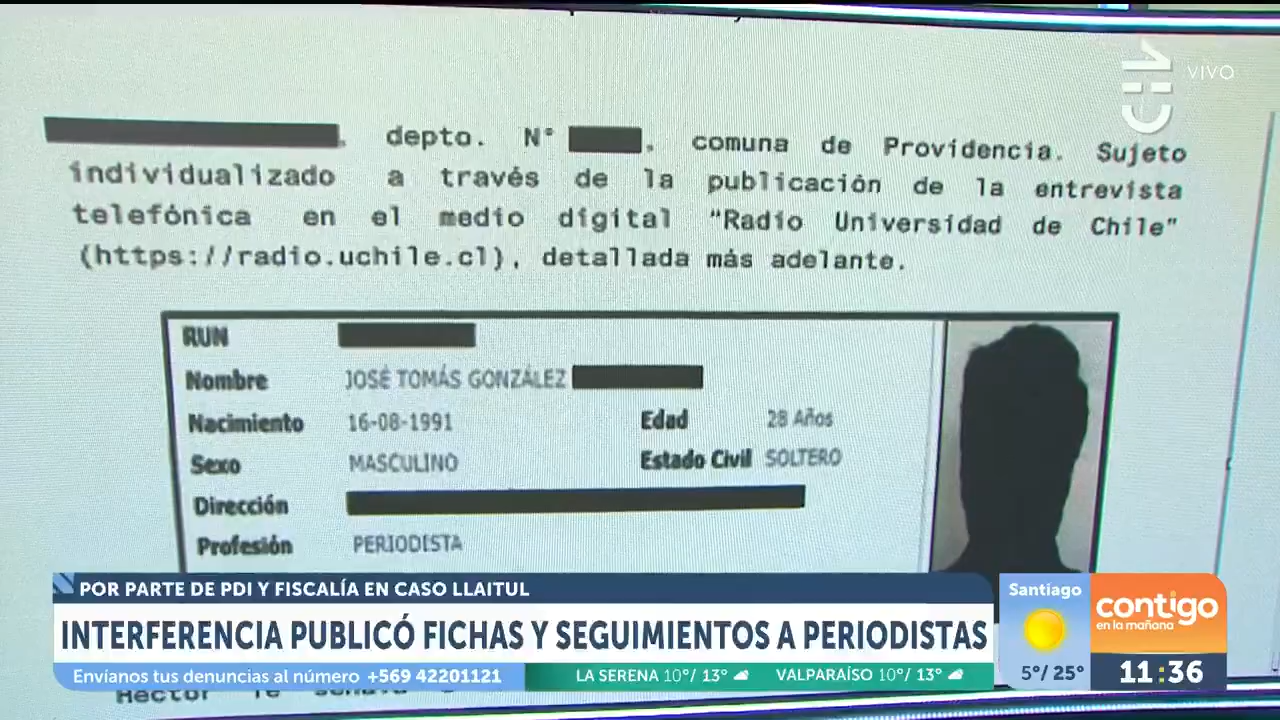 CHV VIVO
depto. N° , comuna de Providencia. Sujeto
individualizado a través de la publicación de la entrevista
telefónica en el medio digital "Radio Universidad de Chile"
(https://radio.uchile.cl), detallada más adelante.
RUN
Nombre JOSÉ TOMÁS GONZÁLEZ
Nacimiento 16-08-1991 Edad 28 Años
Sexo MASCULINO Estado Civil SOLTERO
Dirección
Profesión PERIODISTA
POR PARTE DE PDI Y FISCALÍA EN CASO LLAITUL
INTERFERENCIA PUBLICÓ FICHAS Y SEGUIMIENTOS A PERIODISTAS
Envíanos tus denuncias al número +569 42201121
LA SERENA 10°/ 13° VALPARAÍSO 10°/ 13°
Santiago
5°/ 25°
contigo
en la mañana
11:36